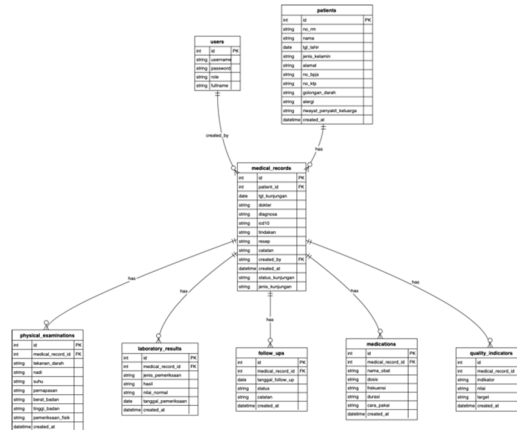 patients
int id PK
string no_rm
string nama
date tgl_lahir
string jenis_kelamin
string alamat
string no_bpjs
string no_ktp
string golongan_darah
string alergi
string riwayat_penyakit_keluarga
datetime created_at
users
int id PK
string username
string password
string role
string fullname
created_by
has
medical_records
int id PK
int patient_id FK
date tgl_kunjungan
string dokter
string diagnosa
string icd10
string tindakan
string resep
string catatan
string created_by FK
datetime created_at
string status_kunjungan
string jenis_kunjungan
has
has
has
has
has
physical_examinations
int id PK
int medical_record_id FK
string tekanan_darah
string nadi
string suhu
string pernapasan
string berat_badan
string tinggi_badan
string pemeriksaan_fisik
datetime created_at
laboratory_results
int id PK
int medical_record_id FK
string jenis_pemeriksaan
string hasil
string nilai_normal
date tanggal_pemeriksaan
datetime created_at
follow_ups
int id PK
int medical_record_id FK
date tanggal_follow_up
string status
string catatan
datetime created_at
medications
int id PK
int medical_record_id FK
string nama_obat
string dosis
string frekuensi
string durasi
string cara_pakai
datetime created_at
quality_indicators
int id
int medical_record_id
string indikator
string nilai
string target
datetime created_at